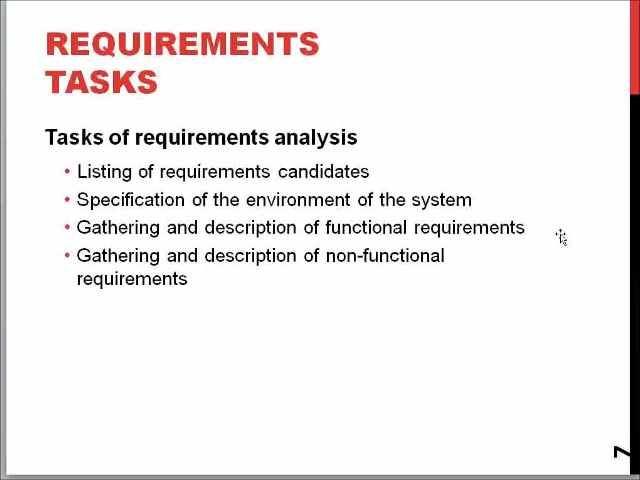 REQUIREMENTS
TASKS
Tasks of requirements analysis
• Listing of requirements candidates
• Specification of the environment of the system
• Gathering and description of functional requirements
• Gathering and description of non-functional
requirements
7